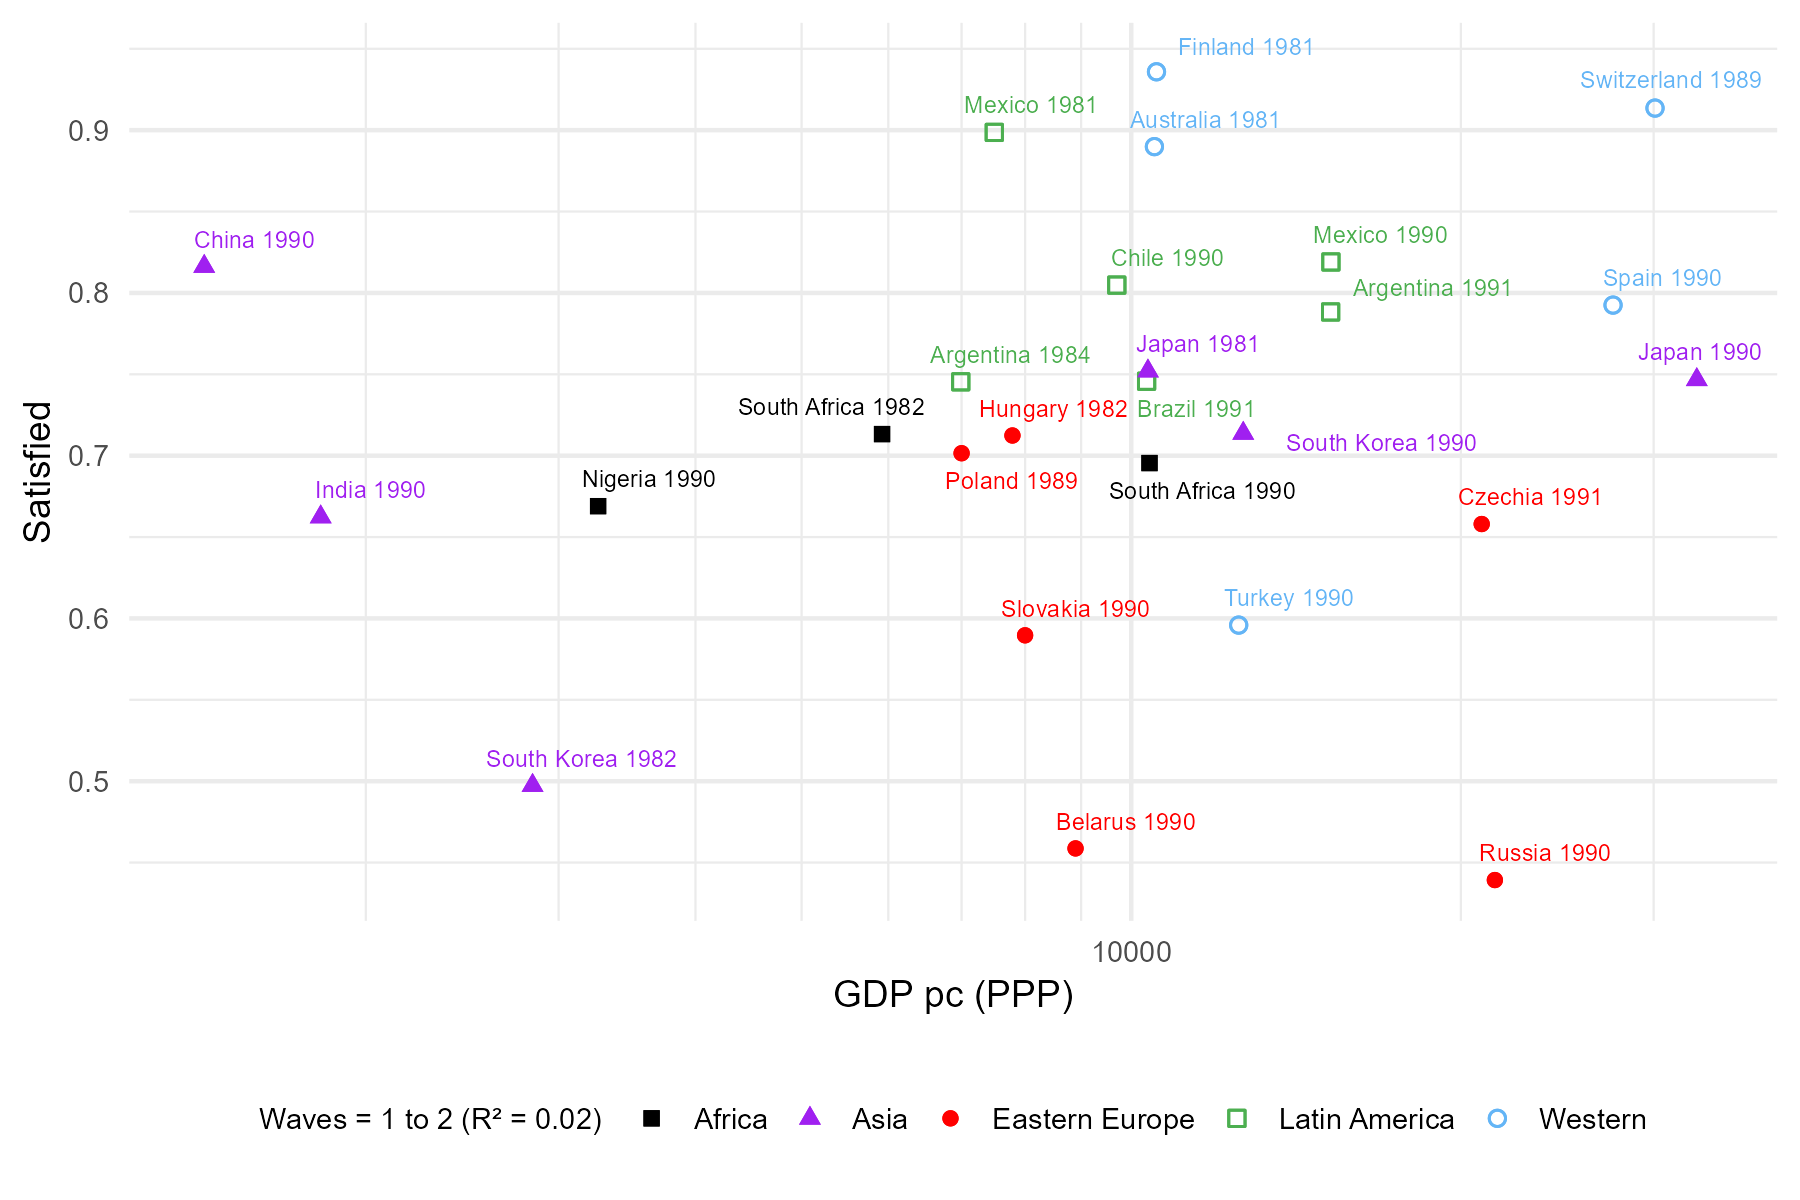 Finland 1981
Switzerland 1989
Mexico 1981
Australia 1981
0.9
China 1990
Mexico 1990
Chile 1990
Spain 1990
Argentina 1991
0.8
Japan 1981
Japan 1990
Argentina 1984
South Africa 1982
Hungary 1982
Brazil 1991
South Korea 1990
0.7
Nigeria 1990
Poland 1989
India 1990
South Africa 1990
Czechia 1991
Satisfied
Turkey 1990
Slovakia 1990
0.6
South Korea 1982
0.5
Belarus 1990
Russia 1990
10000
GDP pc (PPP)
Waves = 1 to 2 (R² = 0.02) Africa Asia Eastern Europe Latin America Western